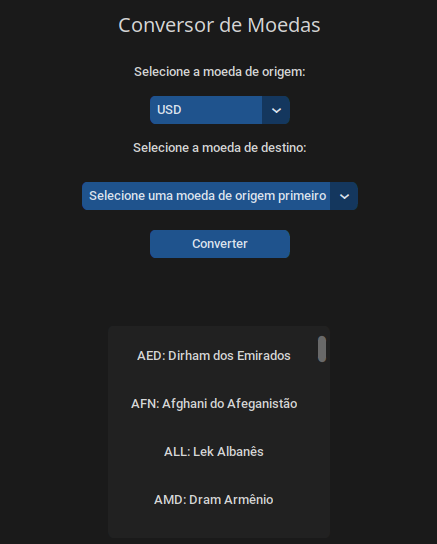 Conversor de Moedas
Selecione a moeda de origem:
USD
Selecione a moeda de destino:
Selecione uma moeda de origem primeiro
Converter
AED: Dirham dos Emirados
AFN: Afghani do Afeganistão
ALL: Lek Albanês
AMD: Dram Armênio